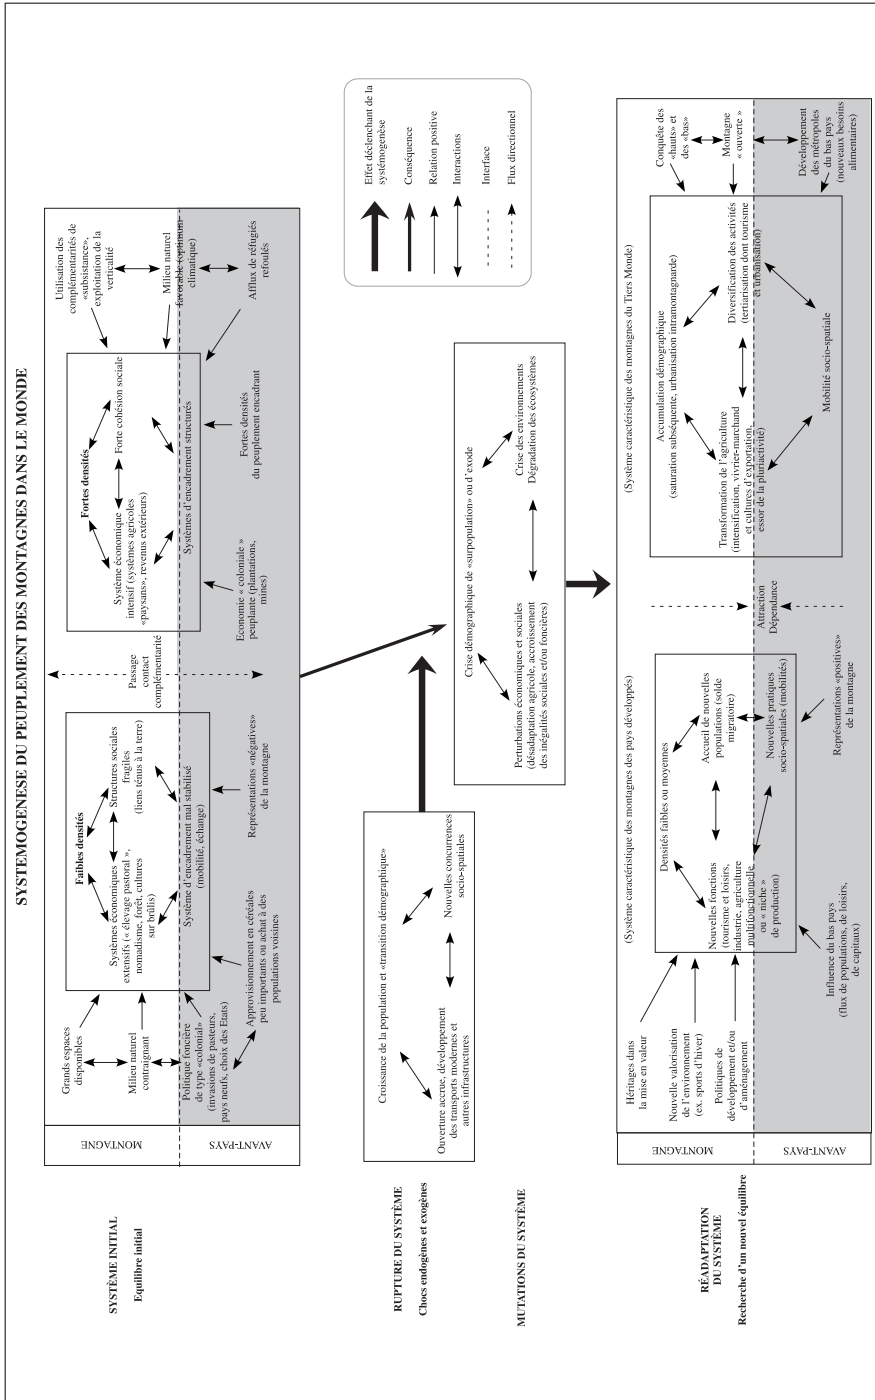 SYSTEMOGENESE DU PEUPLEMENT DES MONTAGNES DANS LE MONDE
SYSTÈME INITIAL
Equilibre initial
MONTAGNE
AVANT-PAYS
Grands espaces
disponibles
Milieu naturel
contraignant
Politique foncière
de type «colonial»
(invasions de pasteurs,
pays neufs, choix des Etats)
Faibles densités
Systèmes économiques
extensifs (« élevage pastoral »,
nomadisme, forêt, cultures
sur brûlis)
Structures sociales
fragiles
(liens ténus à la terre)
Système d'encadrement mal stabilisé
(mobilité, échange)
Approvisionnement en céréales
peu importants ou achat à des
populations voisines
Représentations «négatives»
de la montagne
Passage
contact
complémentarité
Fortes densités
Système économique
intensif (systèmes agricoles
«paysans», revenus extérieurs)
Forte cohésion sociale
Systèmes d'encadrement structurés
Economie « coloniale »
peuplante (plantations,
mines)
Fortes densités
du peuplement encadrant
Utilisation des
complémentarités de
«subsistance»,
exploitation de la
verticalité
Milieu naturel
favorable (optimum
climatique)
Afflux de réfugiés
refoulés
RUPTURE DU SYSTÈME
Chocs endogènes et exogènes
Croissance de la population et «transition démographique»
Ouverture accrue, développement
des transports modernes et
autres infrastructures
Nouvelles concurrences
socio-spatiales
MUTATIONS DU SYSTÈME
Crise démographique de «surpopulation» ou d'exode
Perturbations économiques et sociales
(désadaptation agricole, accroissement
des inégalités sociales et/ou foncières)
Crise des environnements
Dégradation des écosystèmes
Effet déclenchant de la
systémogenèse
Conséquence
Relation positive
Interactions
Interface
Flux directionnel
RÉADAPTATION
DU SYSTÈME
Recherche d'un nouvel équilibre
MONTAGNE
AVANT-PAYS
Héritages dans
la mise en valeur
Nouvelle valorisation
de l'environnement
(ex. sports d'hiver)
Politiques de
développement et/ou
d'aménagement
(Système caractéristique des montagnes des pays développés)
Densités faibles ou moyennes
Nouvelles fonctions
(tourisme et loisirs,
industrie, agriculture
multifonctionnelle
ou « niche »
de production)
Accueil de nouvelles
populations (solde
migratoire)
Nouvelles pratiques
socio-spatiales (mobilités)
Influence du bas pays
(flux de populations, de loisirs,
de capitaux)
Représentations «positives»
de la montagne
Attraction
Dépendance
(Système caractéristique des montagnes du Tiers Monde)
Accumulation démographique
(saturation subséquente, urbanisation intramontagnarde)
Transformation de l'agriculture
(intensification, vivrier-marchand
et cultures d'exportation,
essor de la pluriactivité)
Diversification des activités
(tertiarisation dont tourisme
et urbanisation)
Mobilité socio-spatiale
Conquête des
«hauts» et
des «bas»
Montagne
« ouverte »
Développement
des métropoles
du bas pays
(nouveaux besoins
alimentaires)